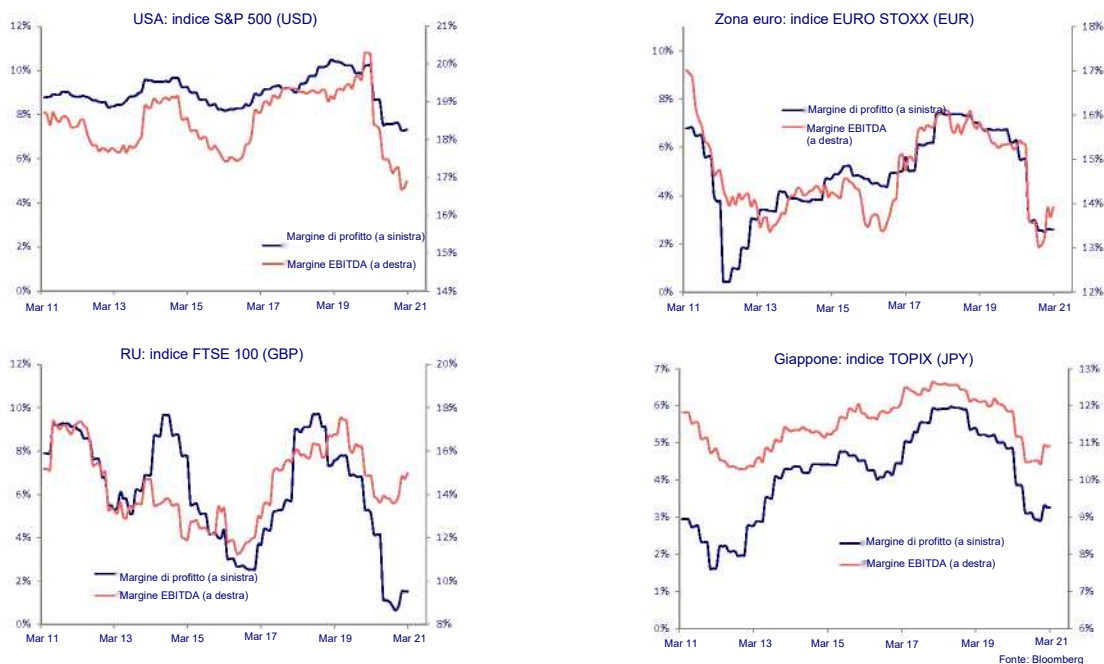 USA: indice S&P 500 (USD)
12%
10%
8%
6%
4%
2%
0%
21%
20%
19%
18%
17%
16%
15%
14%
Margine di profitto (a sinistra)
Margine EBITDA (a destra)
Mar 11
Mar 13
Mar 15
Mar 17
Mar 19
Mar 21
Zona euro: indice EURO STOXX (EUR)
10%
8%
6%
4%
2%
0%
18%
17%
16%
15%
14%
13%
12%
Margine di profitto (a sinistra)
Margine EBITDA
(a destra)
Mar 11
Mar 13
Mar 15
Mar 17
Mar 19
Mar 21
RU: indice FTSE 100 (GBP)
12%
10%
8%
6%
4%
2%
0%
20%
18%
16%
14%
12%
10%
8%
Margine di profitto (a sinistra)
Margine EBITDA (a destra)
Mar 11
Mar 13
Mar 15
Mar 17
Mar 19
Mar 21
Giappone: indice TOPIX (JPY)
7%
6%
5%
4%
3%
2%
1%
0%
13%
12%
11%
10%
9%
8%
7%
6%
Margine di profitto (a sinistra)
Margine EBITDA (a destra)
Mar 11
Mar 13
Mar 15
Mar 17
Mar 19
Mar 21
Fonte: Bloomberg